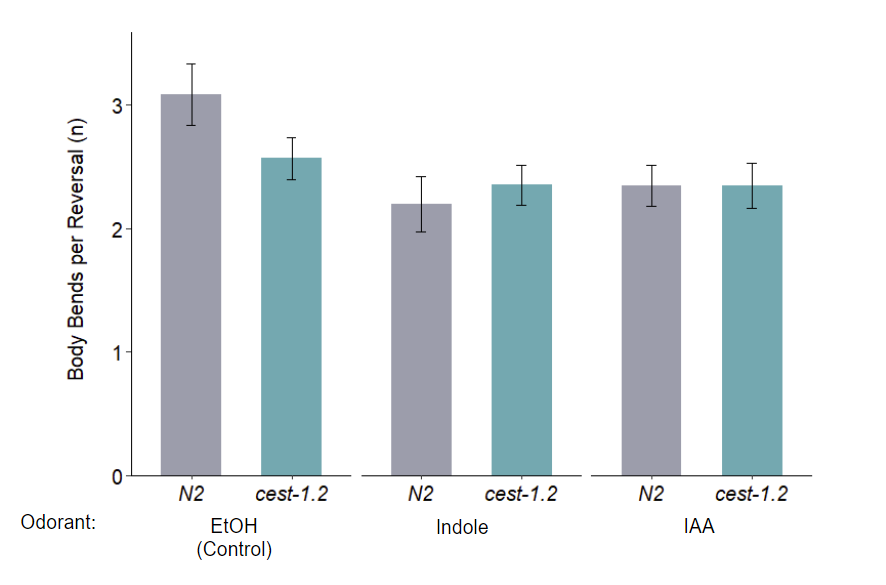 Body Bends per Reversal (n)
3
2
1
0
N2 cest-1.2 N2 cest-1.2 N2 cest-1.2
Odorant: EtOH Indole IAA
(Control)